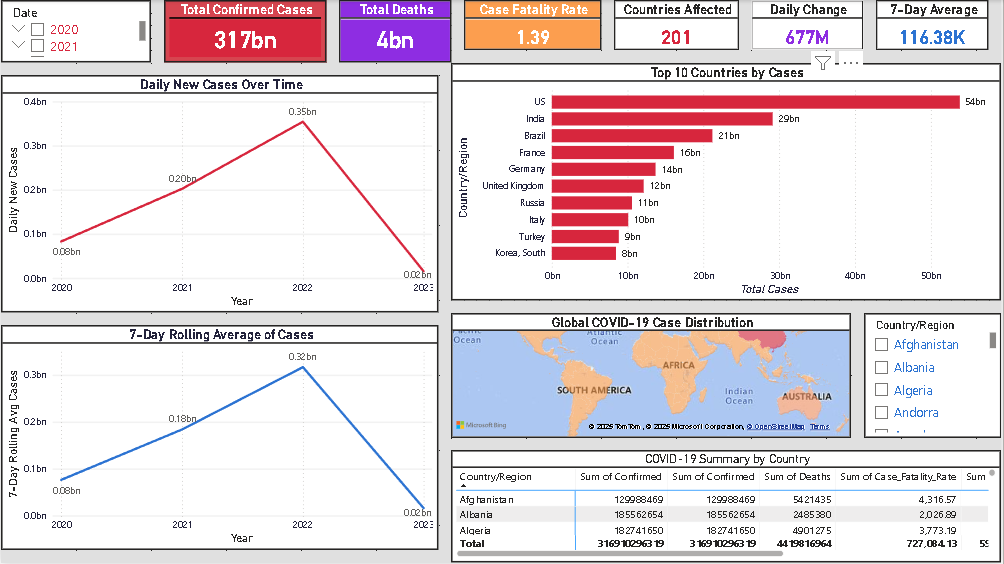 Date
2020
2021
Total Confirmed Cases
317bn
Total Deaths
4bn
Case Fatality Rate
1.39
Countries Affected
201
Daily Change
677M
7-Day Average
116.38K
Daily New Cases Over Time
Daily New Cases
0.4bn
0.3bn
0.2bn
0.1bn
0.0bn
0.08bn
0.20bn
0.35bn
0.02bn
2020 2021 2022 2023
Year
Top 10 Countries by Cases
Country/Region
US 54bn
India 29bn
Brazil 21bn
France 16bn
Germany 14bn
United Kingdom 12bn
Russia 11bn
Italy 10bn
Turkey 9bn
Korea, South 8bn
0bn 10bn 20bn 30bn 40bn 50bn
Total Cases
7-Day Rolling Average of Cases
7-Day Rolling Avg Cases
0.3bn
0.2bn
0.1bn
0.0bn
0.08bn
0.18bn
0.32bn
0.02bn
2020 2021 2022 2023
Year
Global COVID-19 Case Distribution
Ocean
Atlantic
Ocean
AFRICA
SOUTH AMERICA
Indian
Ocean
AUSTRALIA
Microsoft Bing
© 2025 TomTom, © 2025 Microsoft Corporation, © OpenStreetMap Terms
Country/Region
Afghanistan
Albania
Algeria
Andorra
COVID-19 Summary by Country
Country/Region Sum of Confirmed Sum of Confirmed Sum of Deaths Sum of Case_Fatality_Rate Sum
Afghanistan 129988469 129988469 5421435 4,316.57
Albania 185562654 185562654 2485380 2,026.89
Algeria 182741650 182741650 4901275 3,773.19
Total 316910296319 316910296319 4419816964 727,084.13 59